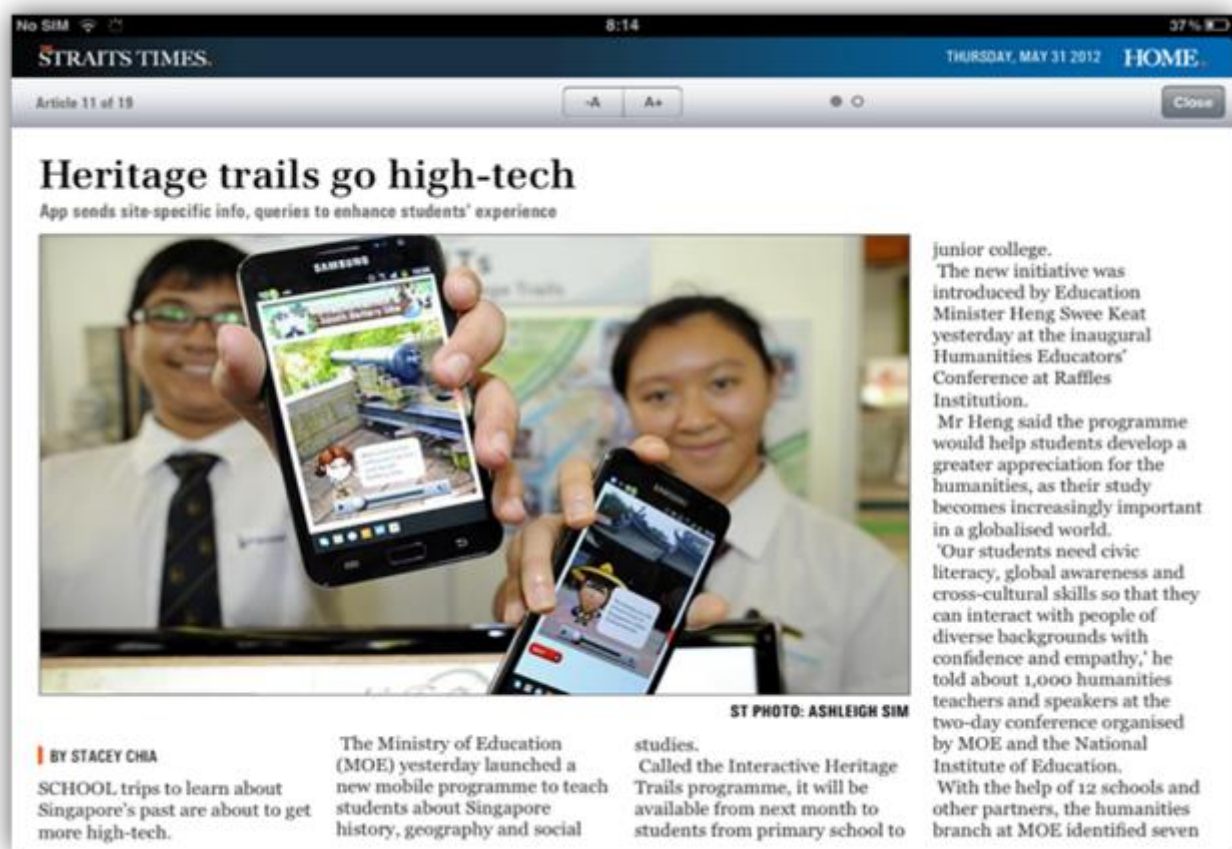 No SIM
8:14
37%
THE STRAITS TIMES.
THURSDAY, MAY 31 2012
HOME.
Article 11 of 19
-A
A+
Close
Heritage trails go high-tech
App sends site-specific info, queries to enhance students' experience
SAMSUNG
SAMSUNG
ST PHOTO: ASHLEIGH SIM
BY STACEY CHIA
SCHOOL trips to learn about
Singapore's past are about to get
more high-tech.
The Ministry of Education
(MOE) yesterday launched a
new mobile programme to teach
students about Singapore
history, geography and social
studies.
Called the Interactive Heritage
Trails programme, it will be
available from next month to
students from primary school to
junior college.
The new initiative was
introduced by Education
Minister Heng Swee Keat
yesterday at the inaugural
Humanities Educators'
Conference at Raffles
Institution.
Mr Heng said the programme
would help students develop a
greater appreciation for the
humanities, as their study
becomes increasingly important
in a globalised world.
'Our students need civic
literacy, global awareness and
cross-cultural skills so that they
can interact with people of
diverse backgrounds with
confidence and empathy,' he
told about 1,000 humanities
teachers and speakers at the
two-day conference organised
by MOE and the National
Institute of Education.
With the help of 12 schools and
other partners, the humanities
branch at MOE identified seven